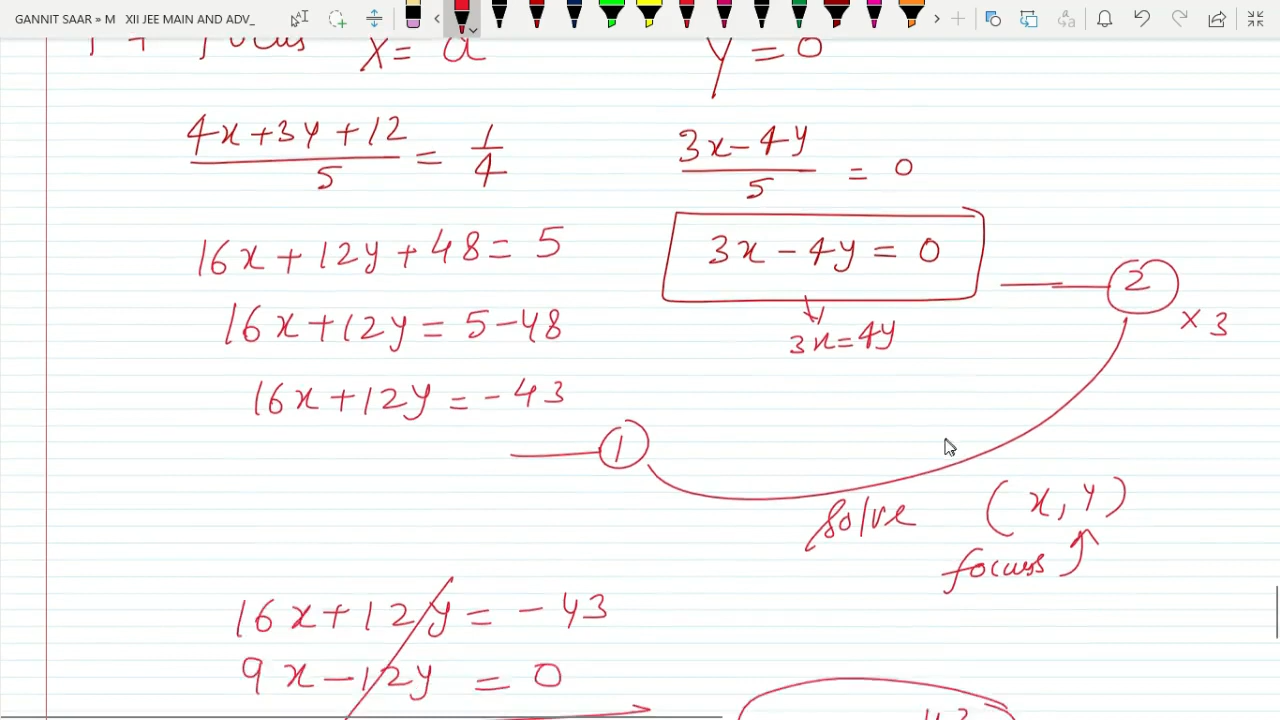 GANNIT SAAR » M XII JEE MAIN AND ADV_
focus X = a Y = 0
(4x+3y+12)/5 = 1/4
(3x-4y)/5 = 0
16x+12y+48 = 5
3x-4y = 0
16x+12y = 5-48
3x=4y
2
×3
16x+12y = -43
1
solve (x, y)
focuss
16x+12y = -43
9x-12y = 0